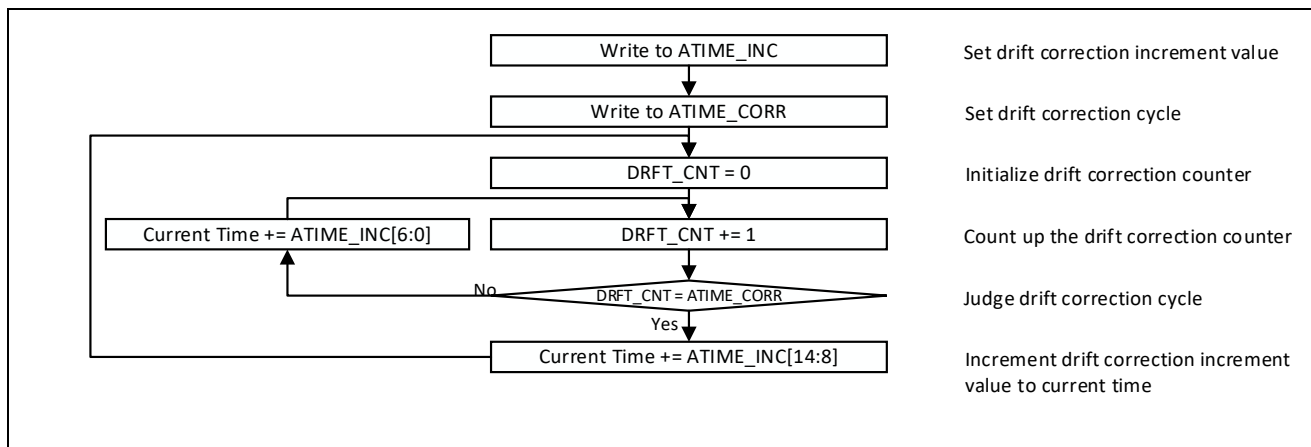 Write to ATIME_INC
Set drift correction increment value
Write to ATIME_CORR
Set drift correction cycle
DRFT_CNT = 0
Initialize drift correction counter
Current Time += ATIME_INC[6:0]
DRFT_CNT += 1
Count up the drift correction counter
No
DRFT_CNT = ATIME_CORR
Judge drift correction cycle
Yes
Current Time += ATIME_INC[14:8]
Increment drift correction increment
value to current time